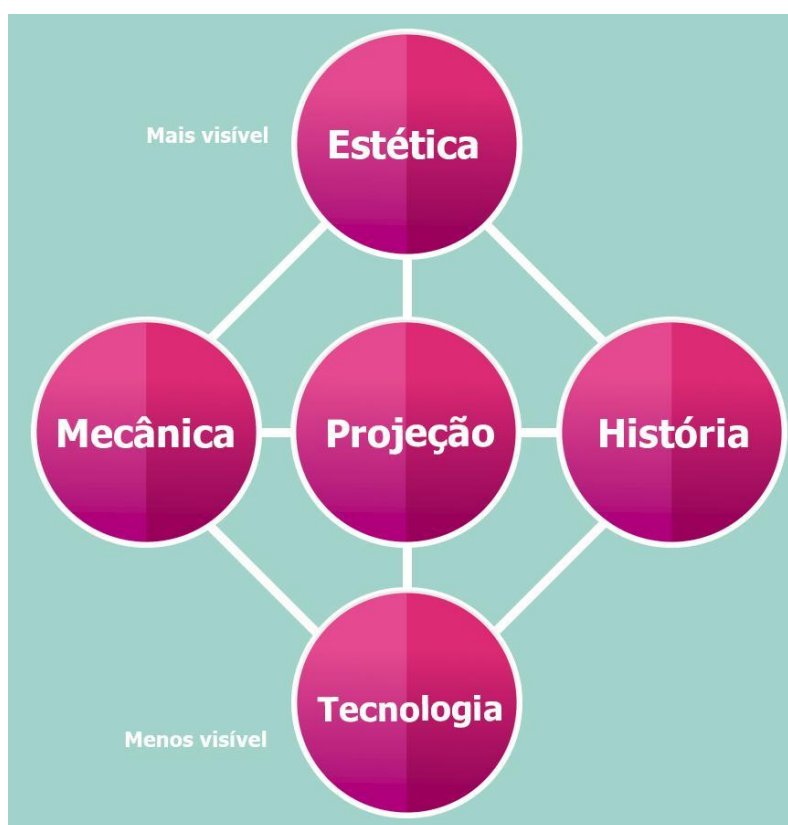 Mais visível
Estética
Mecânica
Projeção
História
Tecnologia
Menos visível